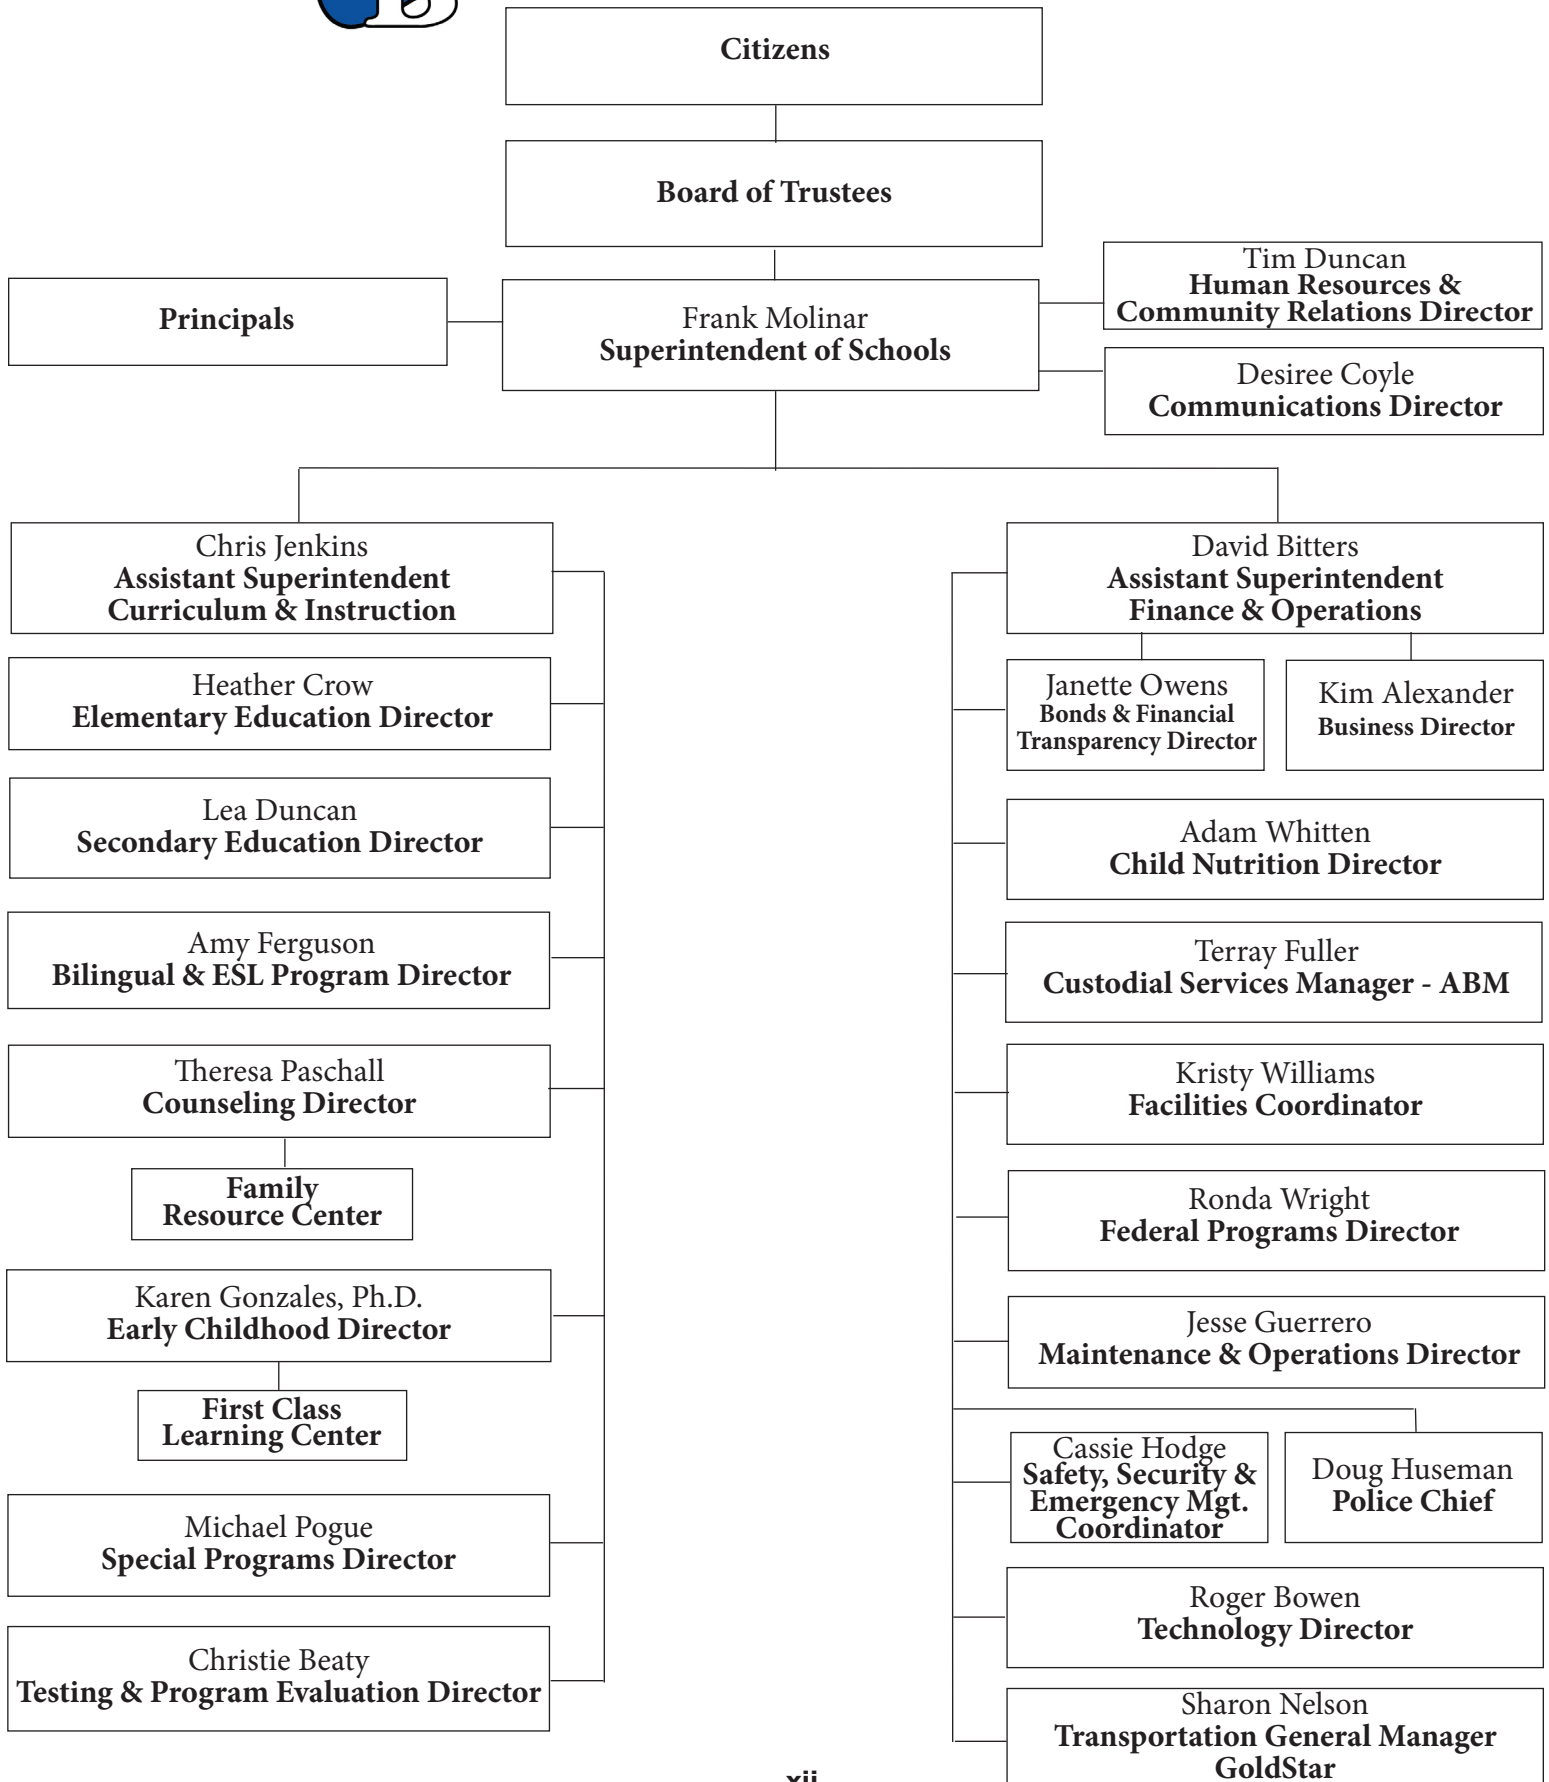 Citizens
Board of Trustees
Principals
Frank Molinar
Superintendent of Schools
Tim Duncan
Human Resources &
Community Relations Director
Desiree Coyle
Communications Director
Chris Jenkins
Assistant Superintendent
Curriculum & Instruction
Heather Crow
Elementary Education Director
Lea Duncan
Secondary Education Director
Amy Ferguson
Bilingual & ESL Program Director
Theresa Paschall
Counseling Director
Family
Resource Center
Karen Gonzales, Ph.D.
Early Childhood Director
First Class
Learning Center
Michael Pogue
Special Programs Director
Christie Beaty
Testing & Program Evaluation Director
David Bitters
Assistant Superintendent
Finance & Operations
Janette Owens
Bonds & Financial
Transparency Director
Kim Alexander
Business Director
Adam Whitten
Child Nutrition Director
Terray Fuller
Custodial Services Manager - ABM
Kristy Williams
Facilities Coordinator
Ronda Wright
Federal Programs Director
Jesse Guerrero
Maintenance & Operations Director
Cassie Hodge
Safety, Security &
Emergency Mgt.
Coordinator
Doug Huseman
Police Chief
Roger Bowen
Technology Director
Sharon Nelson
Transportation General Manager
GoldStar
xii